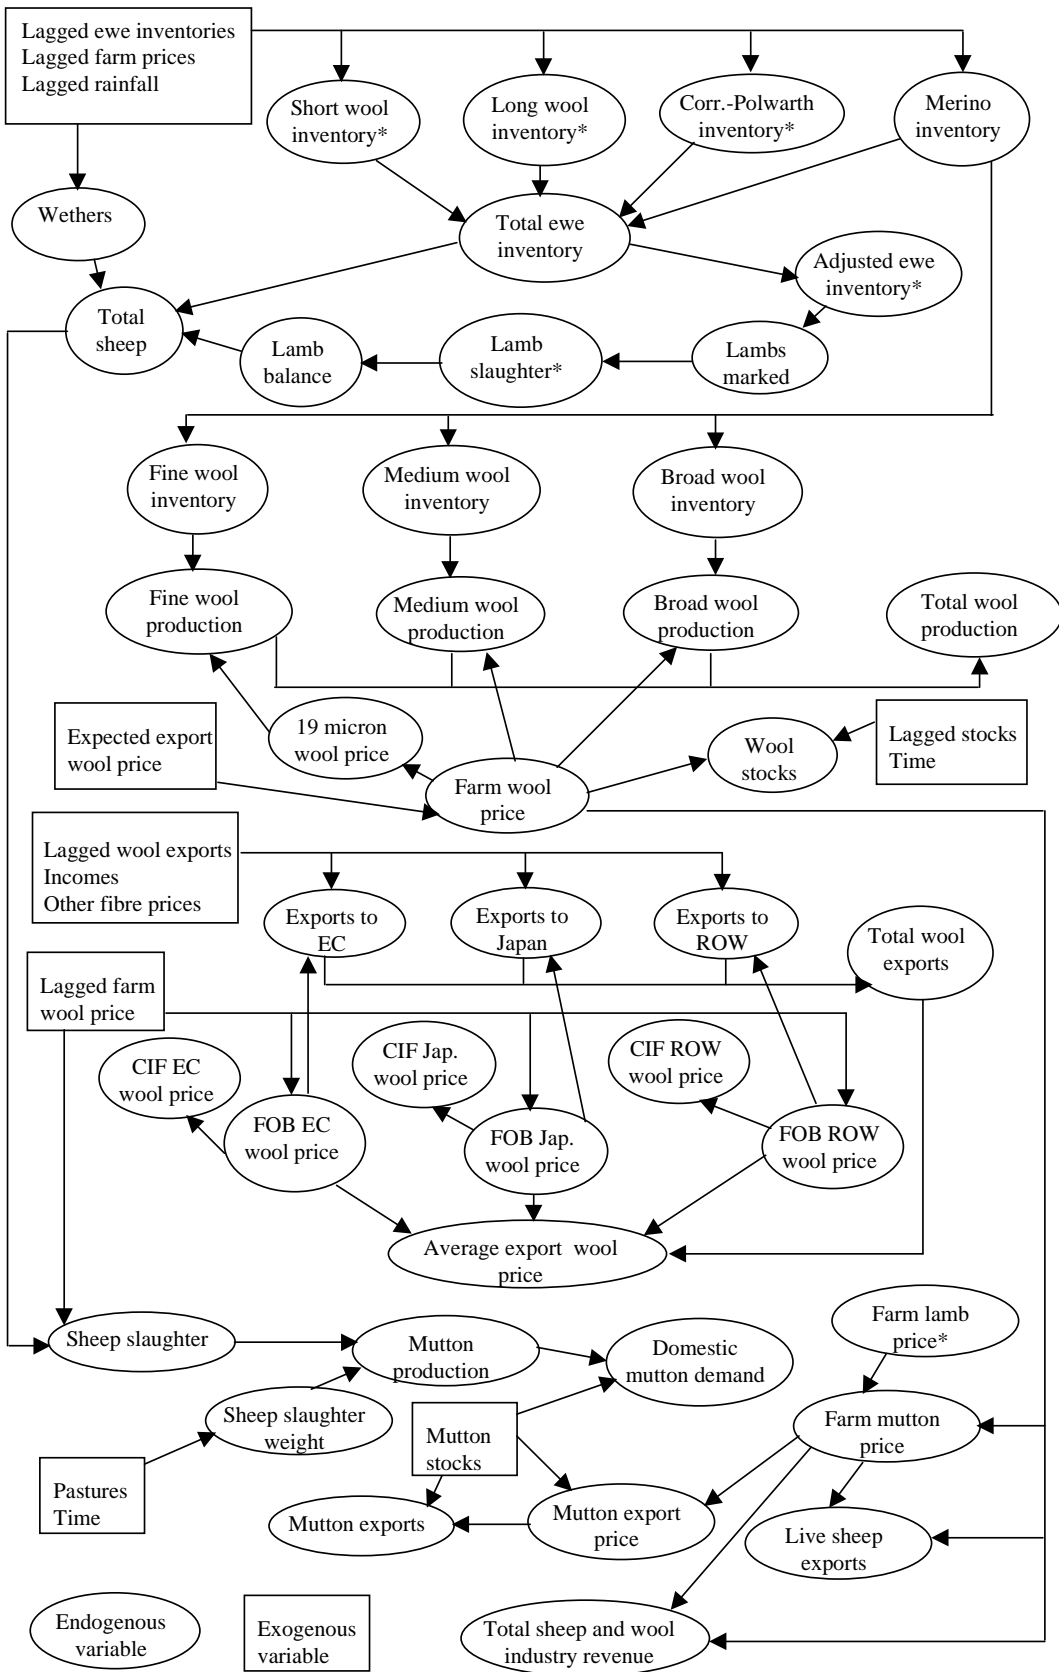 Lagged ewe inventories
Lagged farm prices
Lagged rainfall
Short wool
inventory*
Long wool
inventory*
Corr.-Polwarth
inventory*
Merino
inventory
Wethers
Total ewe
inventory
Adjusted ewe
inventory*
Total
sheep
Lamb
balance
Lamb
slaughter*
Lambs
marked
Fine wool
inventory
Medium wool
inventory
Broad wool
inventory
Fine wool
production
Medium wool
production
Broad wool
production
Total wool
production
Expected export
wool price
19 micron
wool price
Farm wool
price
Wool
stocks
Lagged stocks
Time
Lagged wool exports
Incomes
Other fibre prices
Exports to
EC
Exports to
Japan
Exports to
ROW
Total wool
exports
Lagged farm
wool price
CIF EC
wool price
CIF Jap.
wool price
CIF ROW
wool price
FOB EC
wool price
FOB Jap.
wool price
FOB ROW
wool price
Average export  wool
price
Sheep slaughter
Mutton
production
Domestic
mutton demand
Farm lamb
price*
Sheep slaughter
weight
Mutton
stocks
Farm mutton
price
Pastures
Time
Mutton exports
Mutton export
price
Live sheep
exports
Endogenous
variable
Exogenous
variable
Total sheep and wool
industry revenue